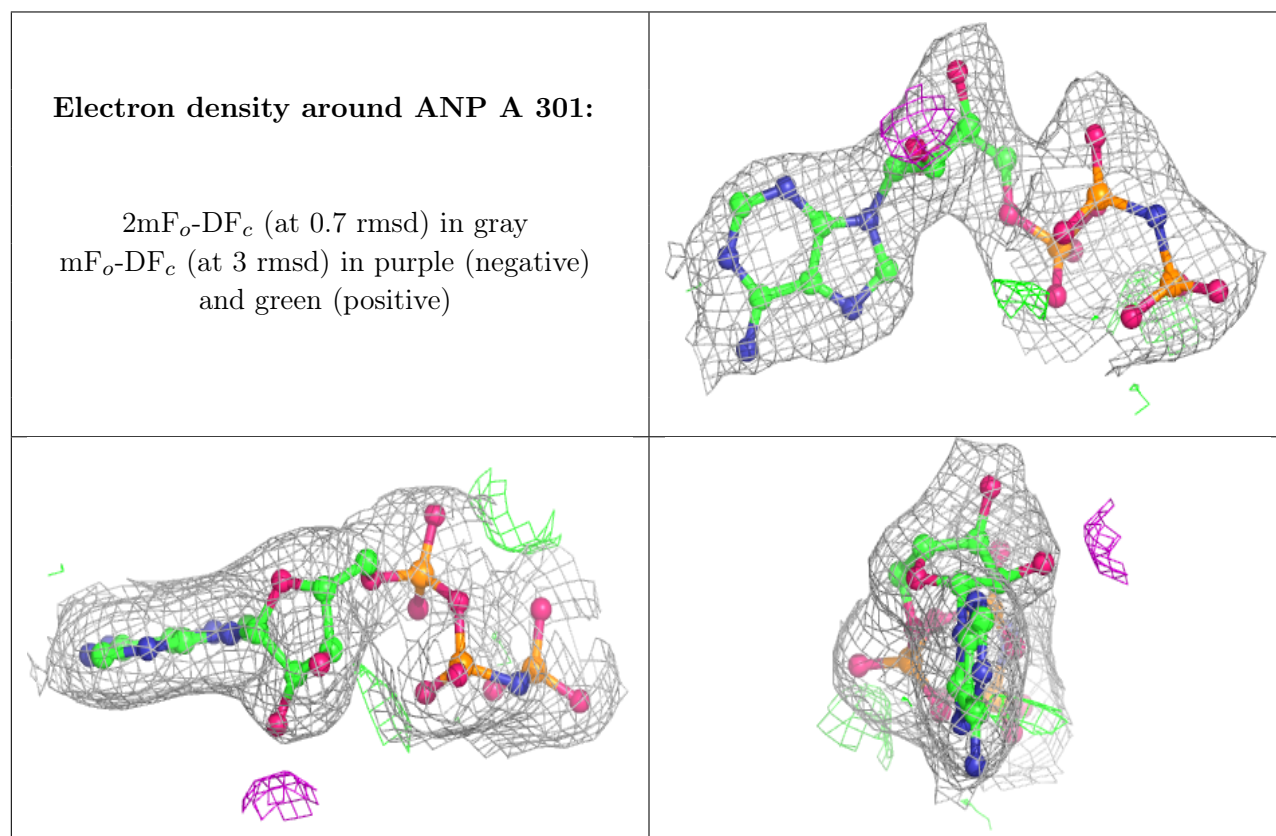 Electron density around ANP A 301:
2mFo-DFc (at 0.7 rmsd) in gray
mFo-DFc (at 3 rmsd) in purple (negative)
and green (positive)